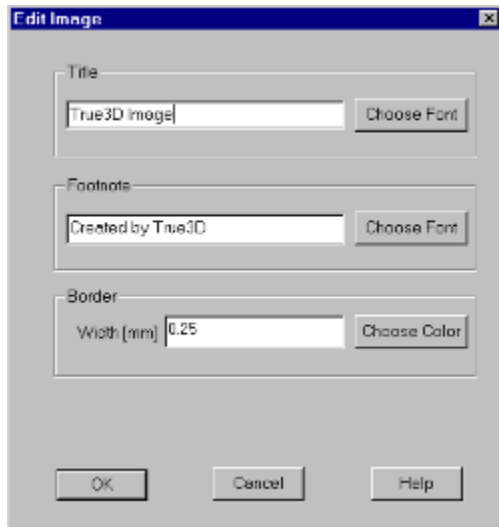 Edit Image
Title
True3D Image
Choose Font
Footnote
Created by True3D
Choose Font
Border
Width [mm]
0.25
Choose Color
OK
Cancel
Help